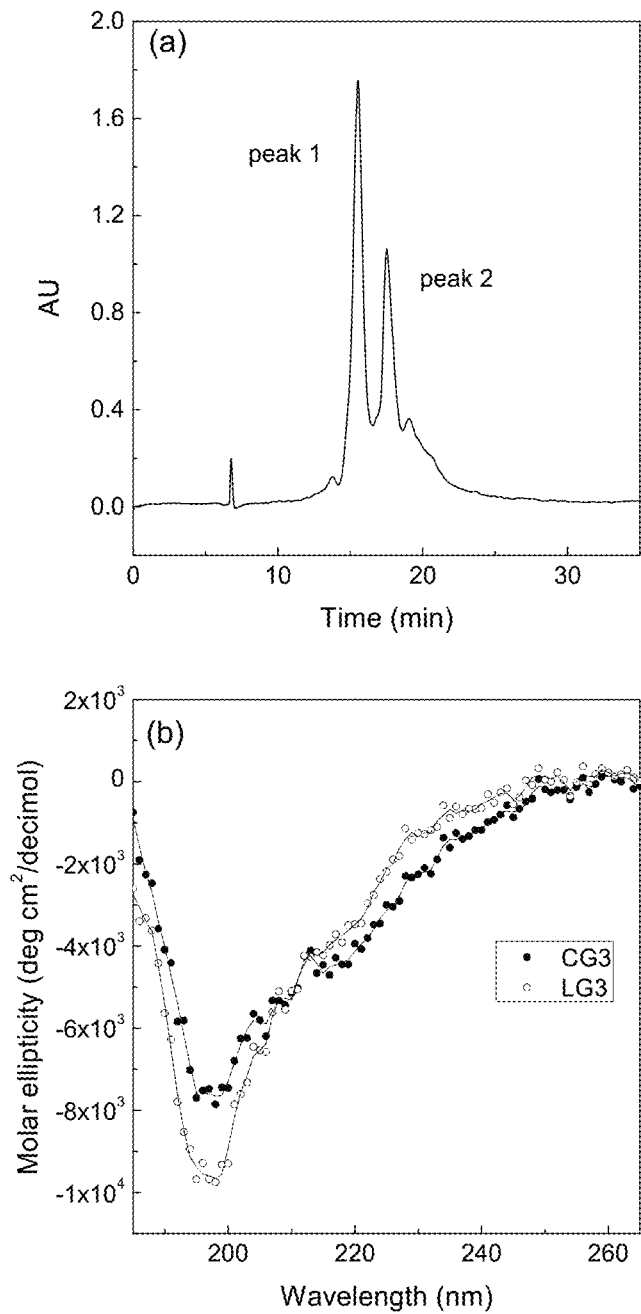 (a)
2.0
1.6
1.2
0.8
0.4
0.0
AU
peak 1
peak 2
0
10
20
30
Time (min)
(b)
2x10³
0
-2x10³
-4x10³
-6x10³
-8x10³
-1x10⁴
Molar ellipticity (deg cm²/decimol)
CG3
LG3
200
220
240
260
Wavelength (nm)